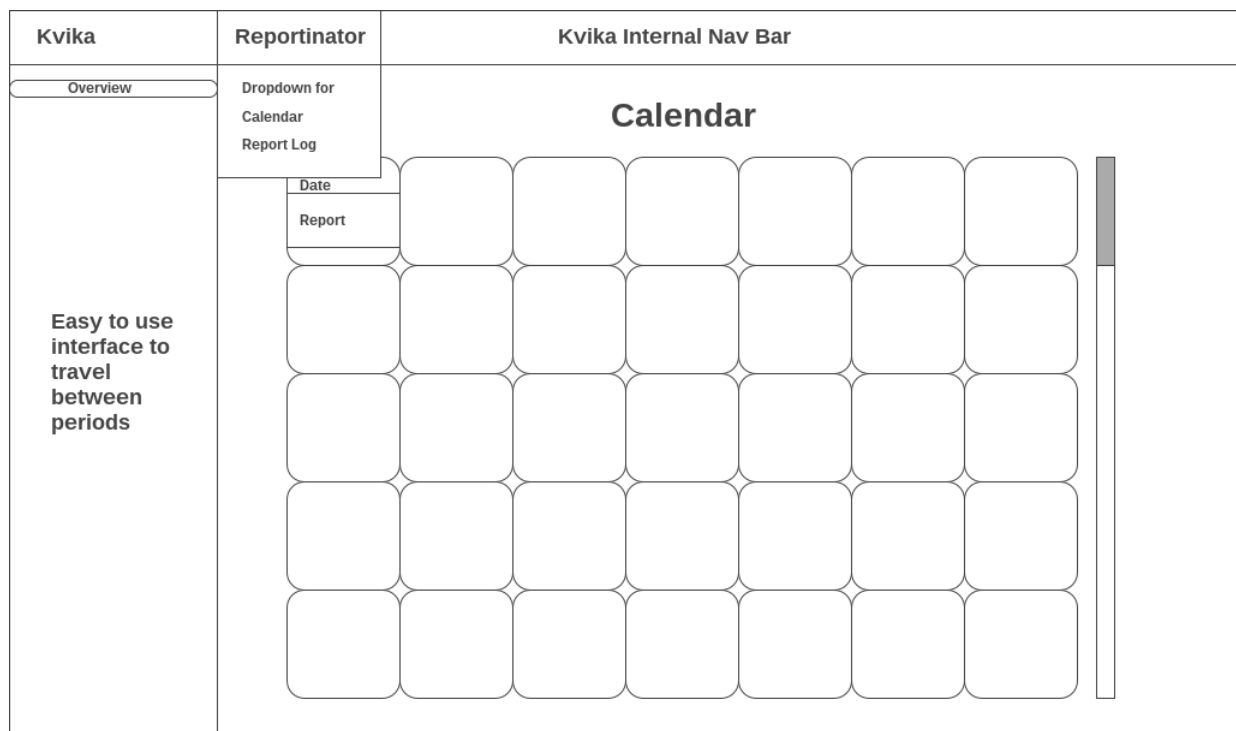 Kvika
Reportinator
Kvika Internal Nav Bar
Overview
Dropdown for
Calendar
Report Log
Calendar
Date
Report
Easy to use
interface to
travel
between
periods